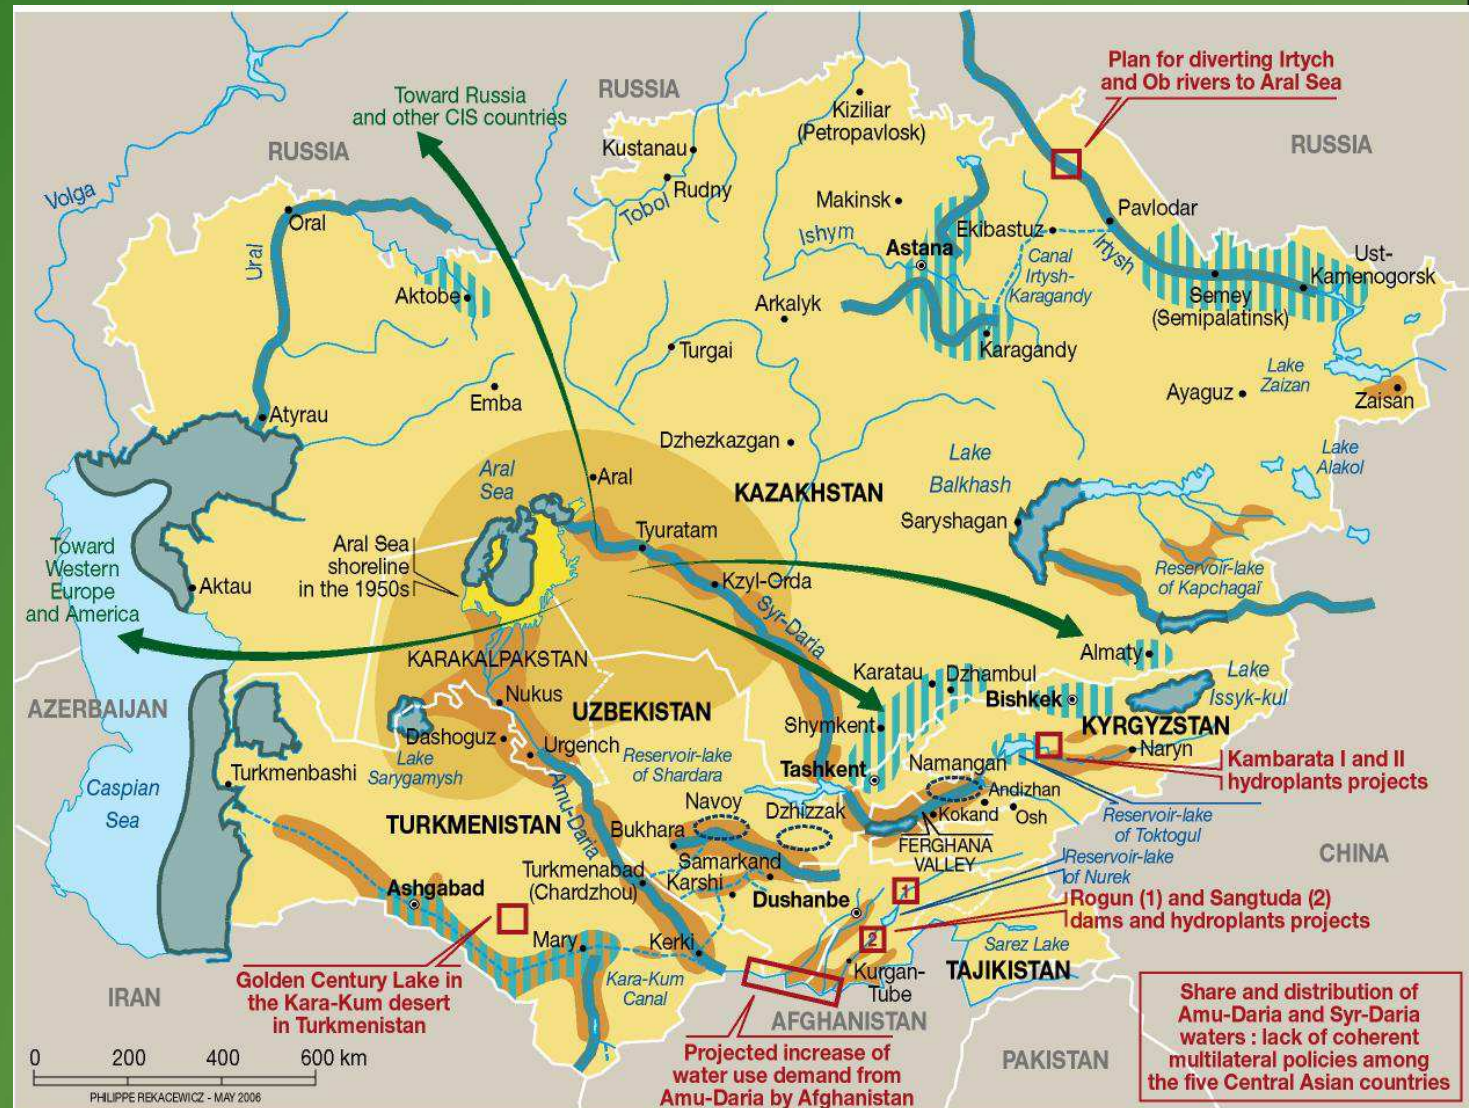 Plan for diverting Irtych
and Ob rivers to Aral Sea
RUSSIA
Toward Russia
and other CIS countries
Kiziliar
(Petropavlosk)
RUSSIA
RUSSIA
Kustanau
Rudny
Tobol
Volga
Makinsk
Pavlodar
Oral
Ural
Ishym
Ekibastuz
Astana
Canal
Irtysh-
Karagandy
Irtysh
Ust-
Kamenogorsk
Aktobe
Arkalyk
Semey
(Semipalatinsk)
Turgai
Karagandy
Lake
Zaizan
Emba
Ayaguz
Zaisan
Atyrau
Dzhezkazgan
Lake
Balkhash
Lake
Alakol
Aral
Sea
Aral
KAZAKHSTAN
Saryshagan
Tyuratam
Aral Sea
shoreline
in the 1950s
Toward
Western
Europe
and America
Aktau
Kzyl-Orda
Reservoir-lake
of Kapchagaï
Syr-Daria
KARAKALPAKSTAN
Almaty
Karatau
Dzhambul
Lake
Issyk-kul
Nukus
Bishkek
AZERBAIJAN
UZBEKISTAN
Shymkent
KYRGYZSTAN
Dashoguz
Urgench
Naryn
Lake
Sarygamysh
Reservoir-lake
of Shardara
Tashkent
Namangan
Kambarata I and II
hydroplants projects
Turkmenbashi
Andizhan
Caspian
Sea
Amu-Daria
Navoy
Dzhizzak
Kokand
Osh
Reservoir-lake
of Toktogul
TURKMENISTAN
Bukhara
FERGHANA
VALLEY
CHINA
Samarkand
Turkmenabad
(Chardzhou)
Karshi
Reservoir-lake
of Nurek
Ashgabad
Dushanbe
1
Rogun (1) and Sangtuda (2)
dams and hydroplants projects
Mary
Kerki
2
Sarez Lake
Golden Century Lake in
the Kara-Kum desert
in Turkmenistan
Kara-Kum
Canal
Kurgan-
Tube
TAJIKISTAN
IRAN
AFGHANISTAN
Share and distribution of
Amu-Daria and Syr-Daria
waters : lack of coherent
multilateral policies among
the five Central Asian countries
Projected increase of
water use demand from
Amu-Daria by Afghanistan
PAKISTAN
0 200 400 600 km
PHILIPPE REKACEWICZ - MAY 2006